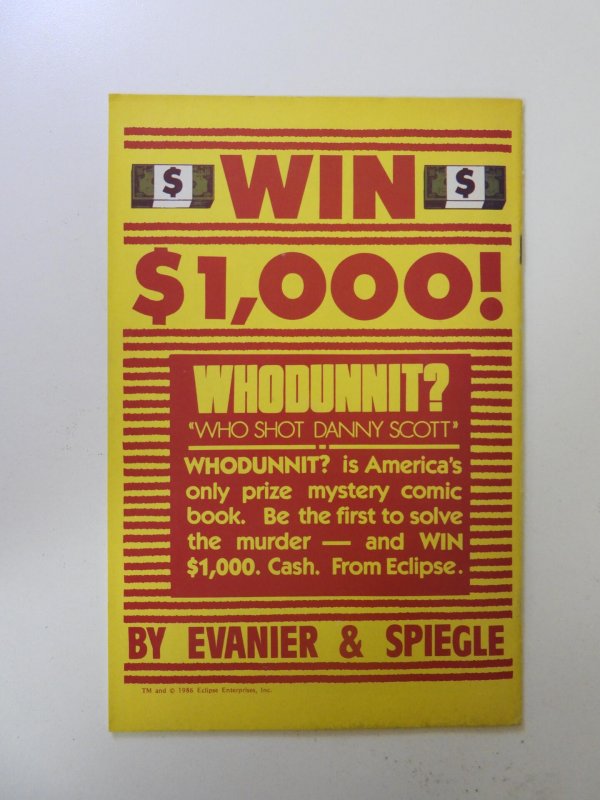 $ WIN $
$1,000!
WHODUNNIT?
"WHO SHOT DANNY SCOTT"
WHODUNNIT? is America's
only prize mystery comic
book. Be the first to solve
the murder — and WIN
$1,000. Cash. From Eclipse.
BY EVANIER & SPIEGLE
TM and © 1986 Eclipse Enterprises, Inc.